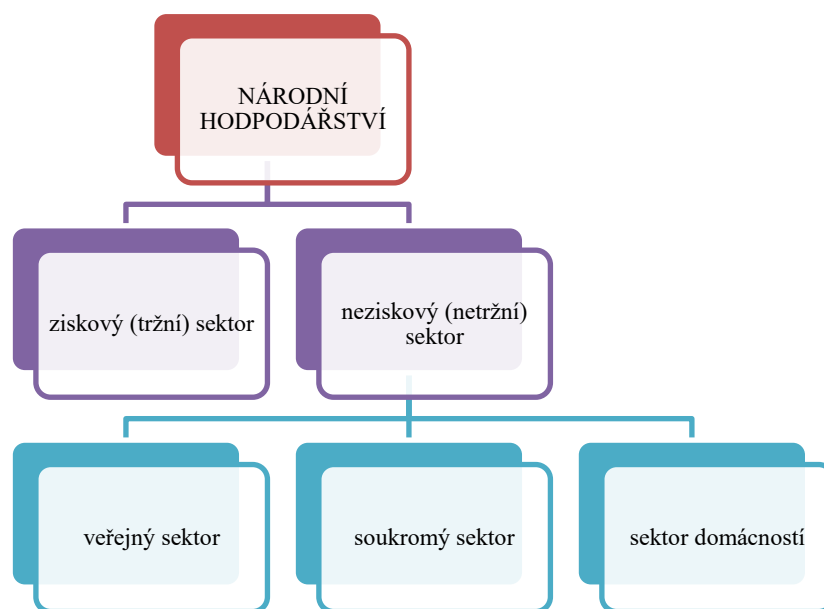 NÁRODNÍ
HODPODÁŘSTVÍ
ziskový (tržní) sektor
neziskový (netržní)
sektor
veřejný sektor
soukromý sektor
sektor domácností